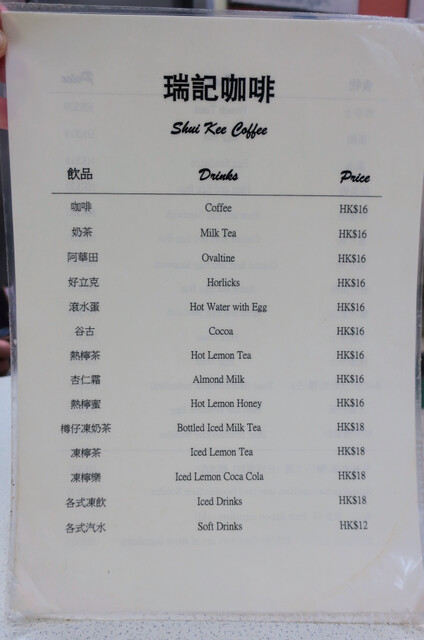 瑞記咖啡
Shui Kee Coffee
飲品 Drinks Price
咖啡 Coffee HK$16
奶茶 Milk Tea HK$16
阿華田 Ovaltine HK$16
好立克 Horlicks HK$16
滾水蛋 Hot Water with Egg HK$16
谷古 Cocoa HK$16
熱檸茶 Hot Lemon Tea HK$16
杏仁霜 Almond Milk HK$16
熱檸蜜 Hot Lemon Honey HK$16
樽仔凍奶茶 Bottled Iced Milk Tea HK$18
凍檸茶 Iced Lemon Tea HK$18
凍檸樂 Iced Lemon Coca Cola HK$18
各式凍飲 Iced Drinks HK$18
各式汽水 Soft Drinks HK$12